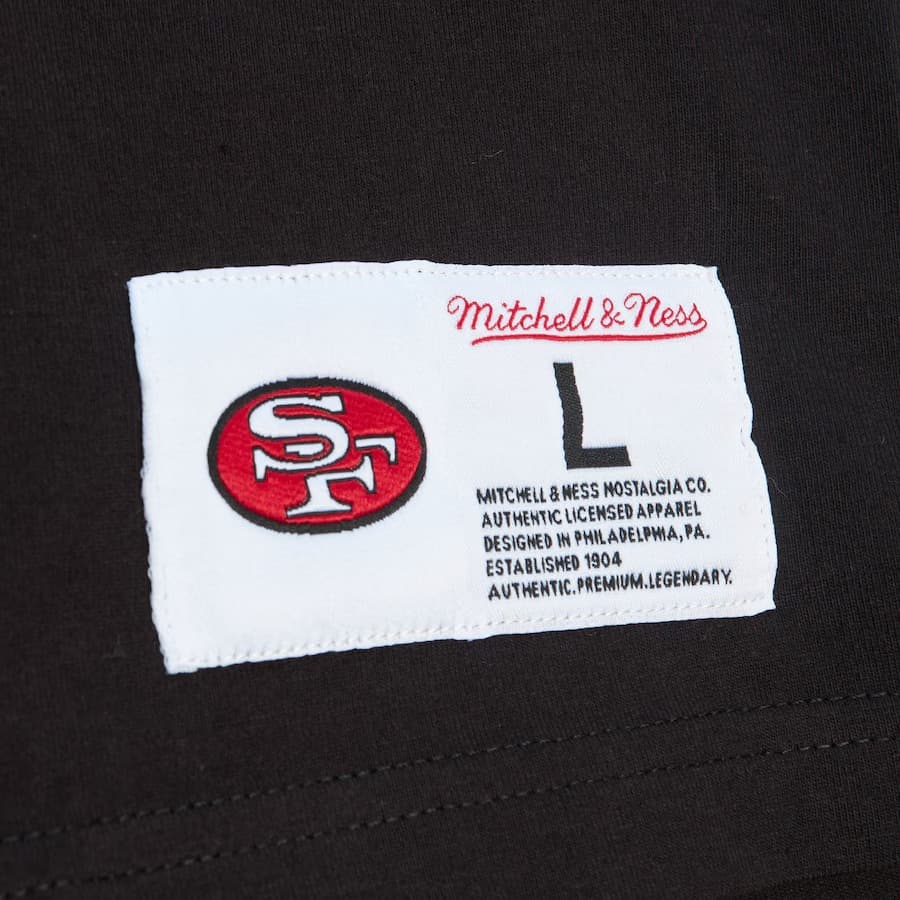 SF
Mitchell & Ness
L
MITCHELL & NESS NOSTALGIA CO.
AUTHENTIC LICENSED APPAREL
DESIGNED IN PHILADELPHIA, PA.
ESTABLISHED 1904
AUTHENTIC.PREMIUM.LEGENDARY.